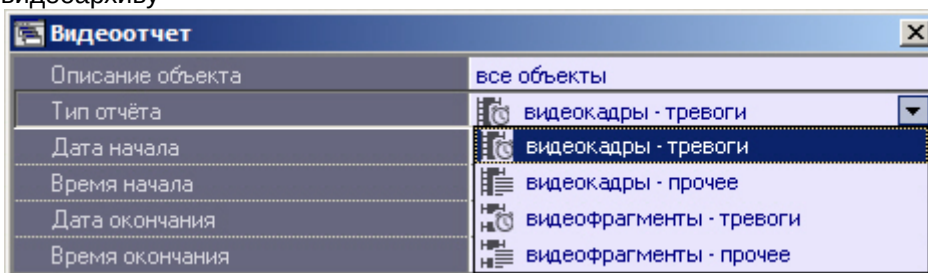 видеоархиву
Видеоотчет
Описание объекта все объекты
Тип отчёта видеокадры - тревоги
Дата начала видеокадры - тревоги
Время начала видеокадры - прочее
Дата окончания видеофрагменты - тревоги
Время окончания видеофрагменты - прочее